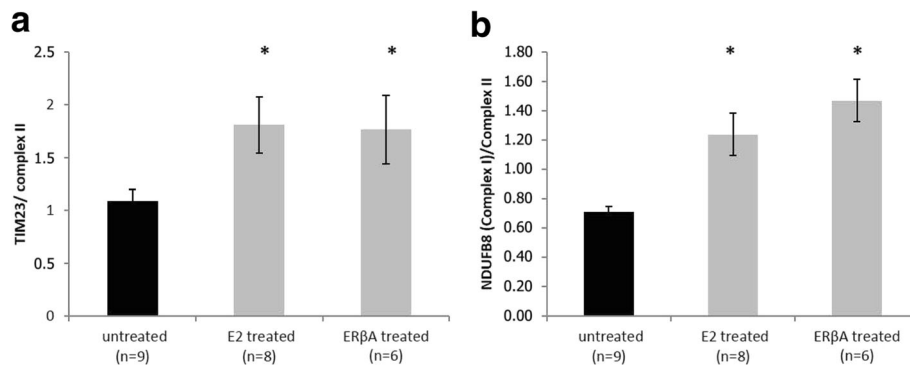 a
TIM23/ complex II
2.5
2
1.5
1
0.5
0
*
*
untreated
(n=9)
E2 treated
(n=8)
ERβA treated
(n=6)
b
NDUFB8 (Complex I)/Complex II
1.80
1.60
1.40
1.20
1.00
0.80
0.60
0.40
0.20
0.00
*
*
untreated
(n=9)
E2 treated
(n=8)
ERβA treated
(n=6)